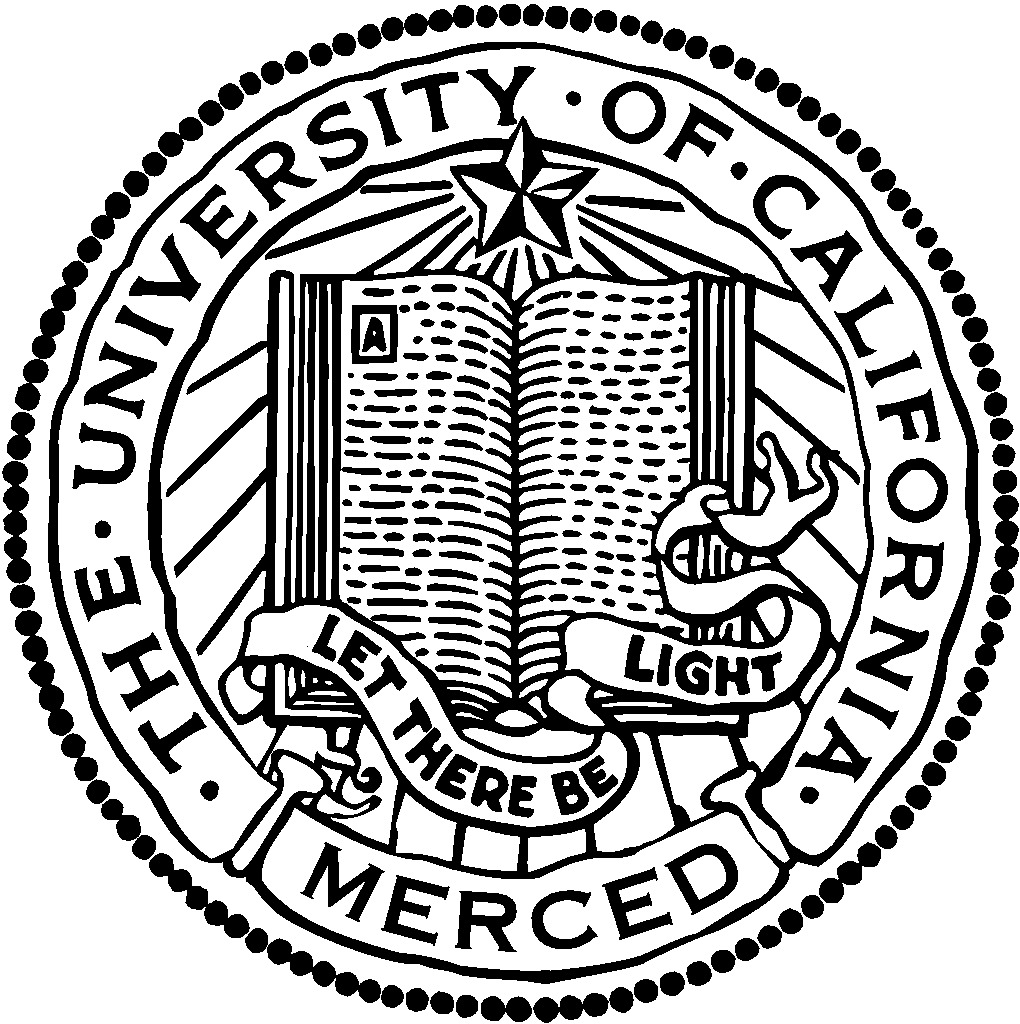 · THE · UNIVERSITY · OF · CALIFORNIA ·
A
LET THERE BE
LIGHT
MERCED